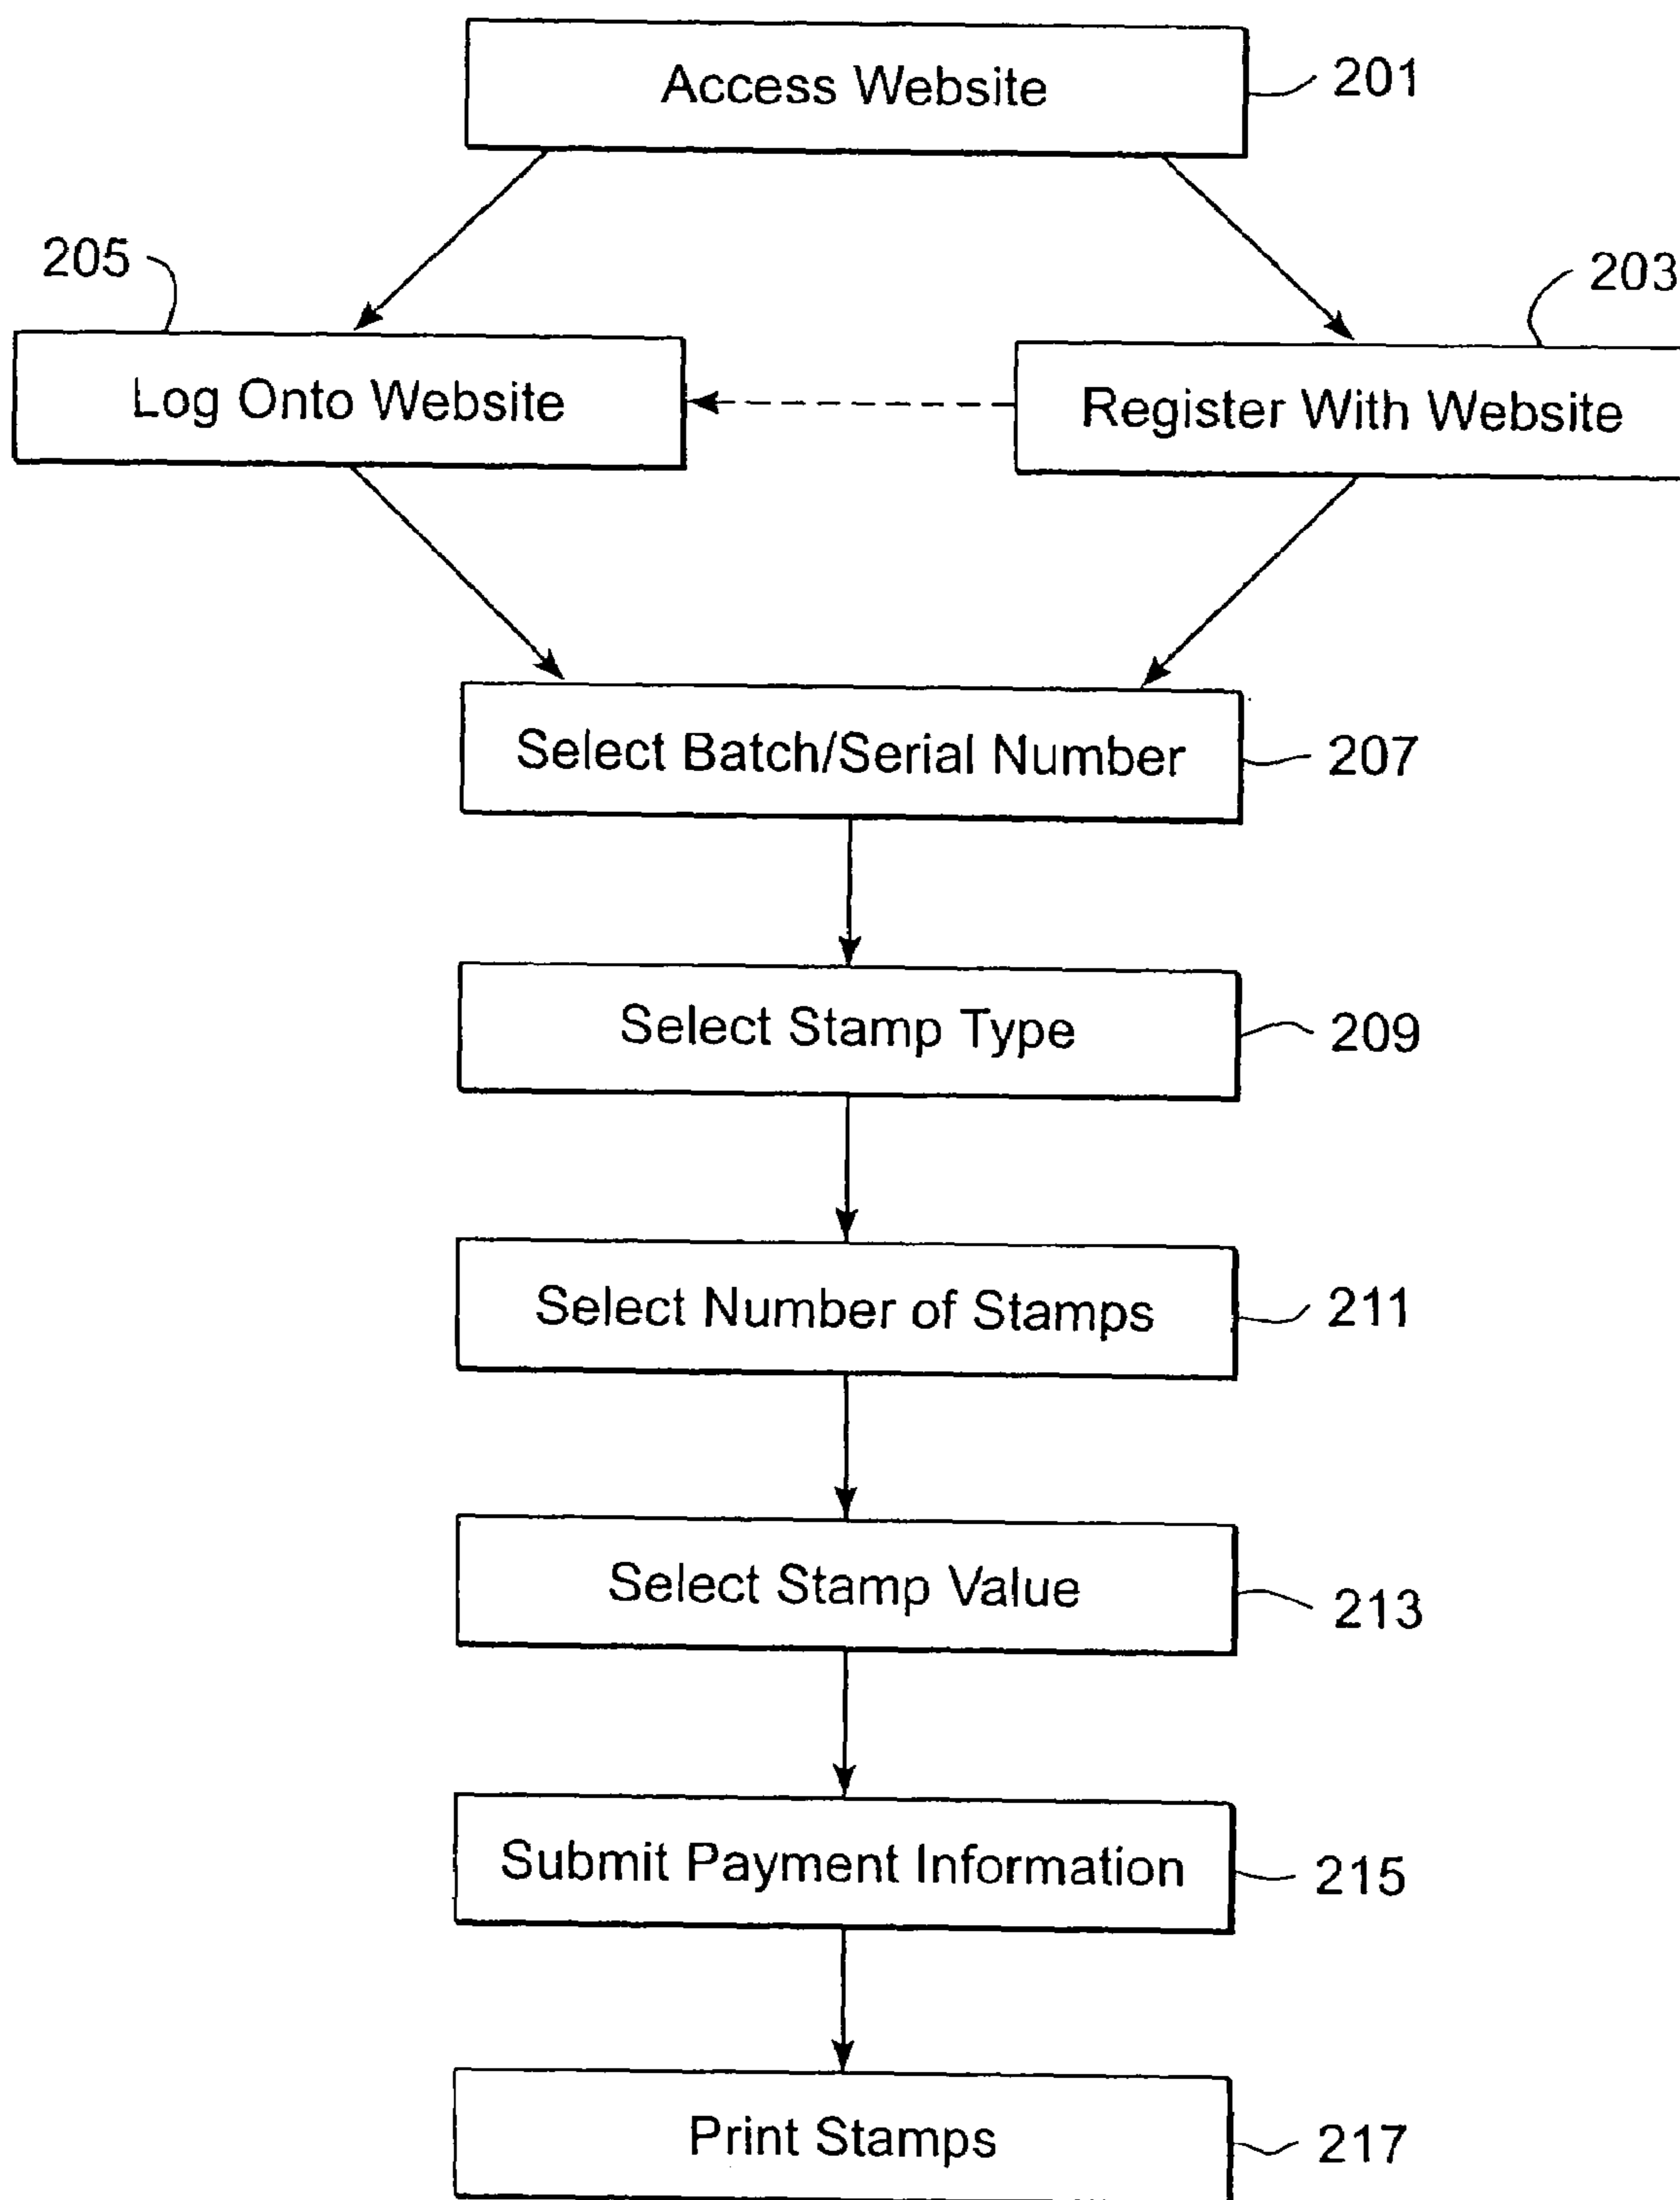 Access Website
201
205
203
Log Onto Website
Register With Website
Select Batch/Serial Number
207
Select Stamp Type
209
Select Number of Stamps
211
Select Stamp Value
213
Submit Payment Information
215
Print Stamps
217